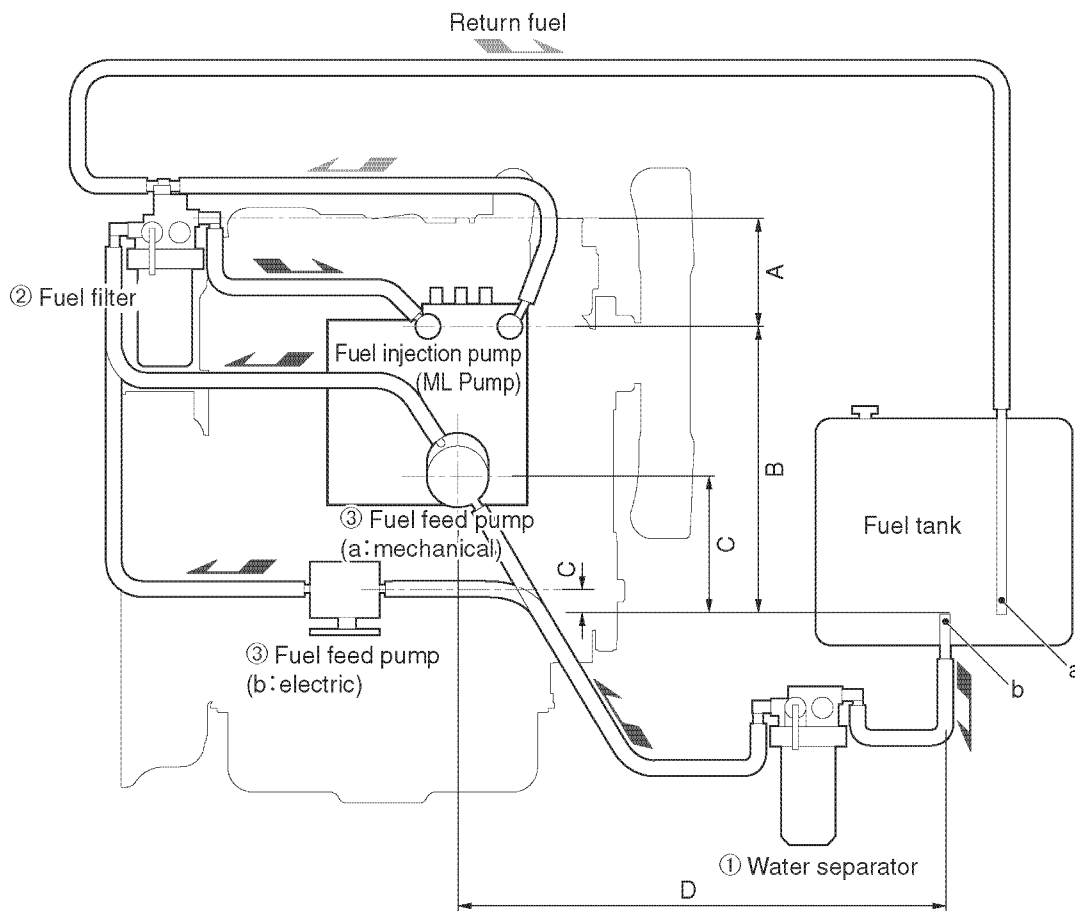 Return fuel
A
② Fuel filter
Fuel injection pump
(ML Pump)
B
Fuel tank
③ Fuel feed pump
(a:mechanical)
C
C
③ Fuel feed pump
(b:electric)
a
b
① Water separator
D